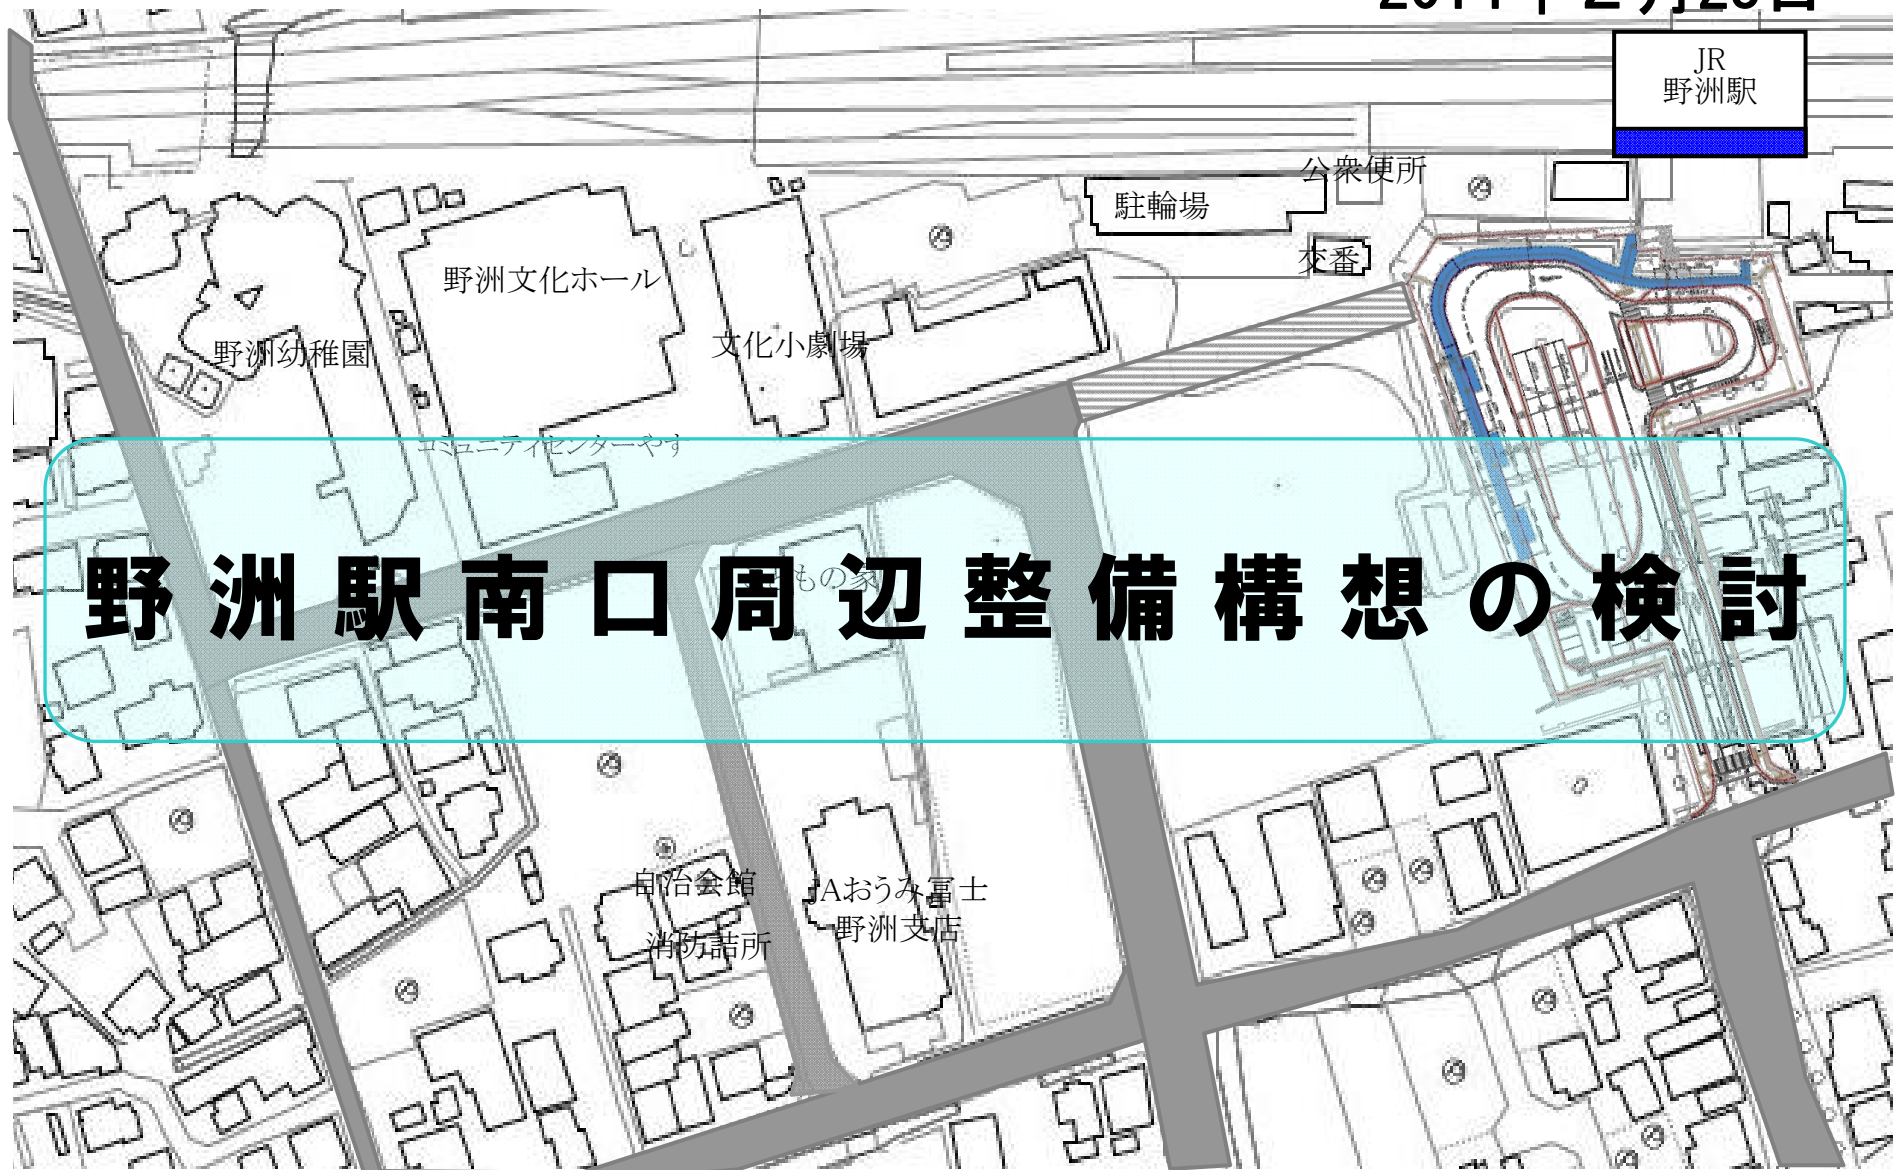 JR
野洲駅
公衆便所
駐輪場
交番
野洲文化ホール
文化小劇場
野洲幼稚園
コミュニティセンターやす
もの家
野洲駅南口周辺整備構想の検討
自治会館
消防詰所
JAおうみ冨士
野洲支店